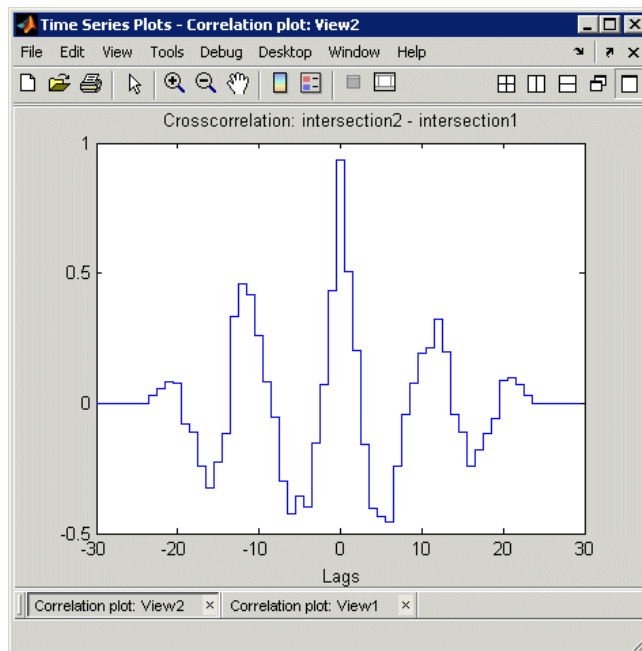 Time Series Plots - Correlation plot: View2
File Edit View Tools Debug Desktop Window Help
Crosscorrelation: intersection2 - intersection1
1
0.5
0
-0.5
-30 -20 -10 0 10 20 30
Lags
Correlation plot: View2 Correlation plot: View1